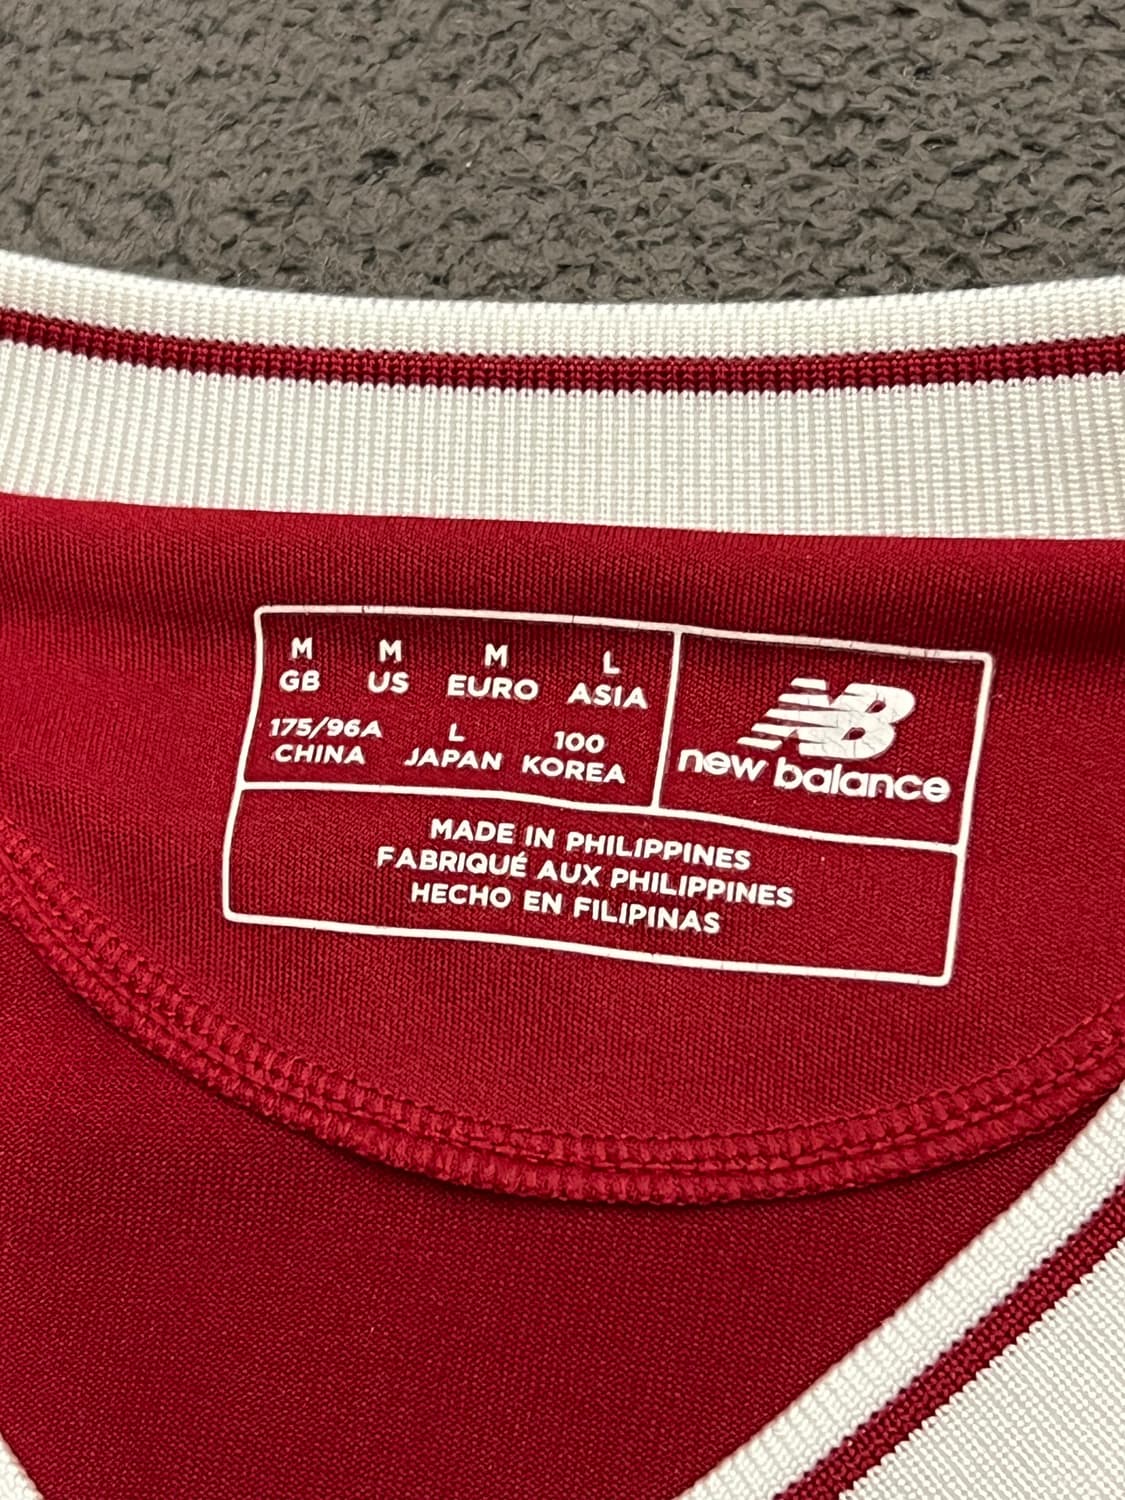 M M M L
GB US EURO ASIA
175/96A L 100
CHINA JAPAN KOREA
NB
new balance
MADE IN PHILIPPINES
FABRIQUÉ AUX PHILIPPINES
HECHO EN FILIPINAS